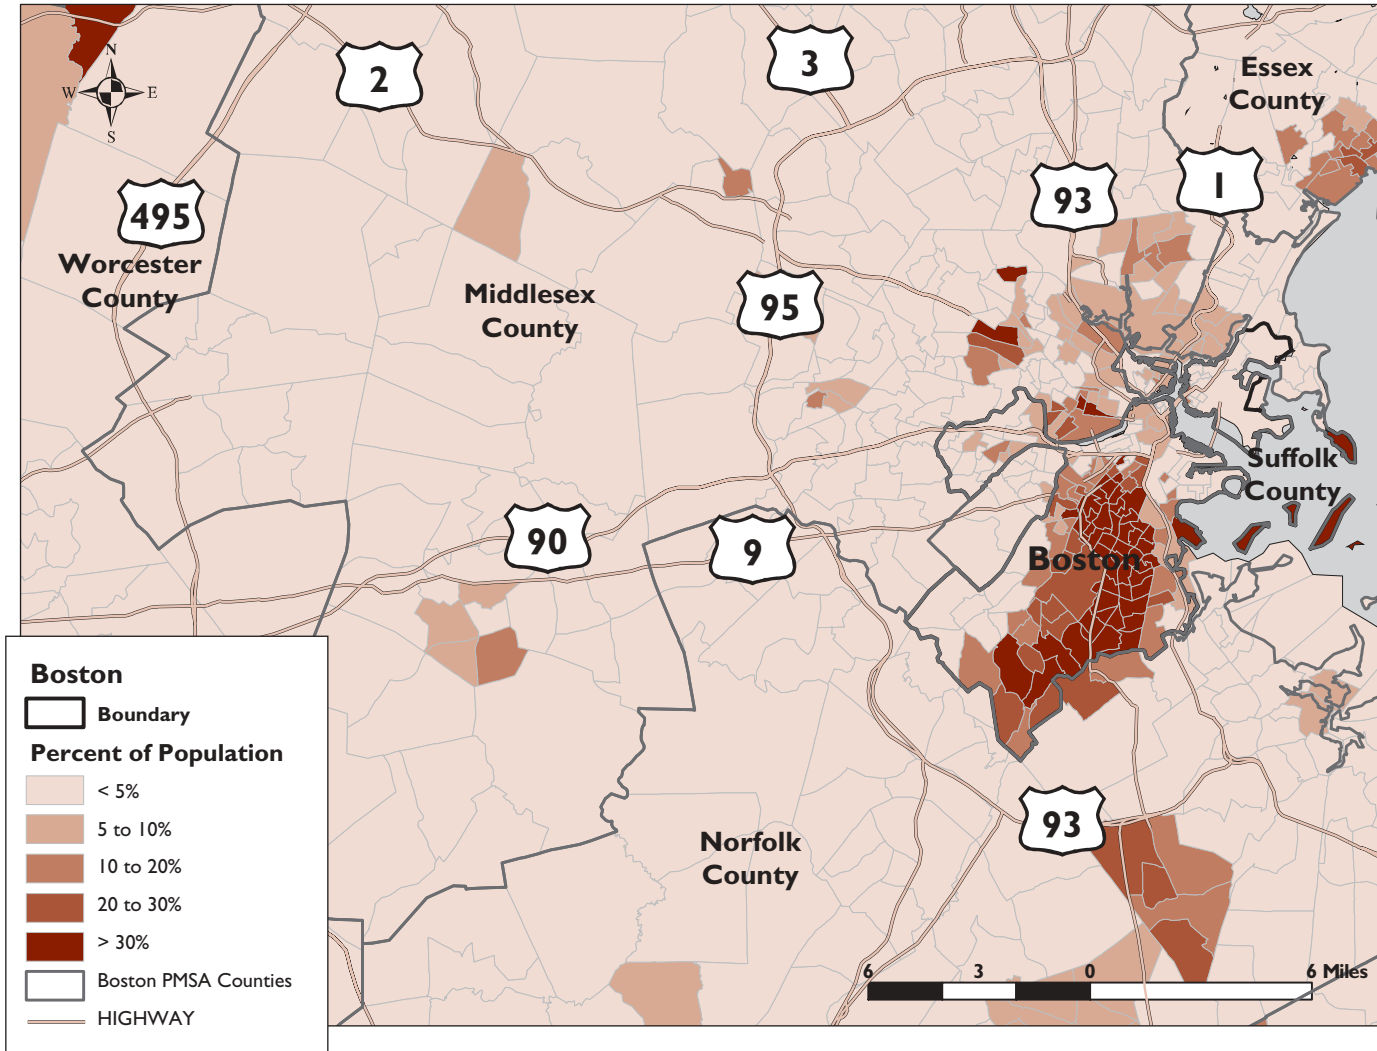 N
W E
S
2
3
Essex
County
93
1
495
Worcester
County
Middlesex
County
95
Suffolk
County
90
9
Boston
Boston
Boundary
Percent of Population
< 5%
5 to 10%
10 to 20%
20 to 30%
> 30%
Boston PMSA Counties
HIGHWAY
93
Norfolk
County
6 3 0 6 Miles